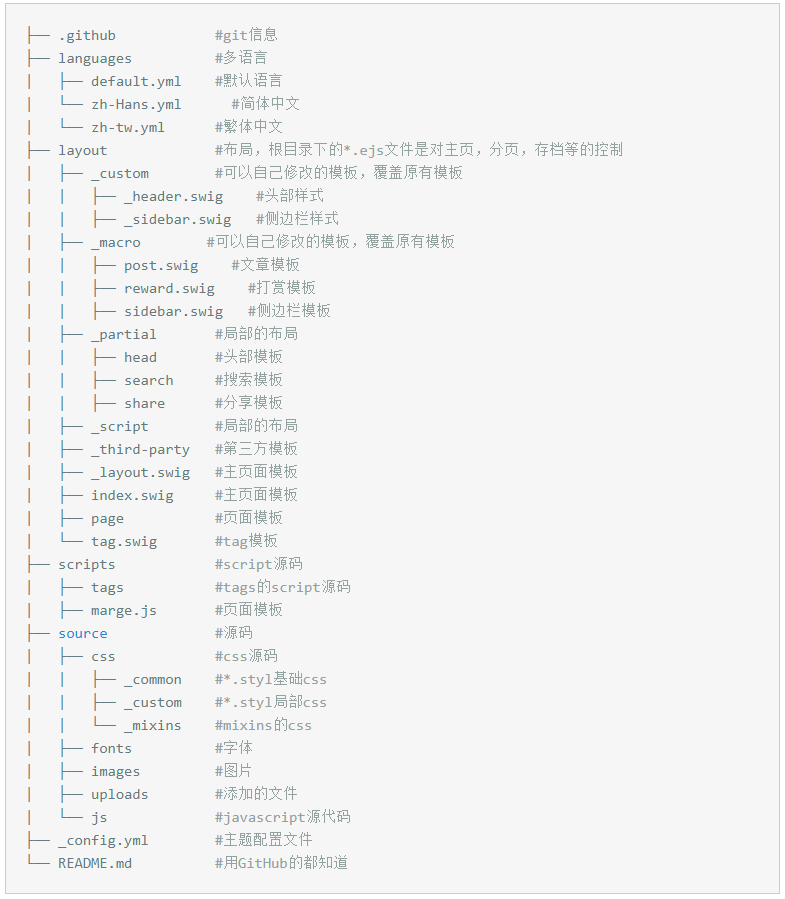 ├── .github            #git信息
├── languages          #多语言
│   ├── default.yml    #默认语言
│   └── zh-Hans.yml      #简体中文
│   └── zh-tw.yml      #繁体中文
├── layout             #布局，根目录下的*.ejs文件是对主页，分页，存档等的控制
│   ├── _custom        #可以自己修改的模板，覆盖原有模板
│   │   ├── _header.swig    #头部样式
│   │   ├── _sidebar.swig   #侧边栏样式
│   ├── _macro        #可以自己修改的模板，覆盖原有模板
│   │   ├── post.swig    #文章模板
│   │   ├── reward.swig    #打赏模板
│   │   ├── sidebar.swig   #侧边栏模板
│   ├── _partial       #局部的布局
│   │   ├── head       #头部模板
│   │   ├── search     #搜索模板
│   │   ├── share      #分享模板
│   ├── _script        #局部的布局
│   ├── _third-party   #第三方模板
│   ├── _layout.swig   #主页面模板
│   ├── index.swig     #主页面模板
│   ├── page           #页面模板
│   └── tag.swig       #tag模板
├── scripts            #script源码
│   ├── tags           #tags的script源码
│   ├── marge.js       #页面模板
├── source             #源码
│   ├── css            #css源码
│   │   ├── _common    #*.styl基础css
│   │   ├── _custom    #*.styl局部css
│   │   └── _mixins    #mixins的css
│   ├── fonts          #字体
│   ├── images         #图片
│   ├── uploads        #添加的文件
│   └── js             #javascript源代码
├── _config.yml        #主题配置文件
└── README.md          #用GitHub的都知道